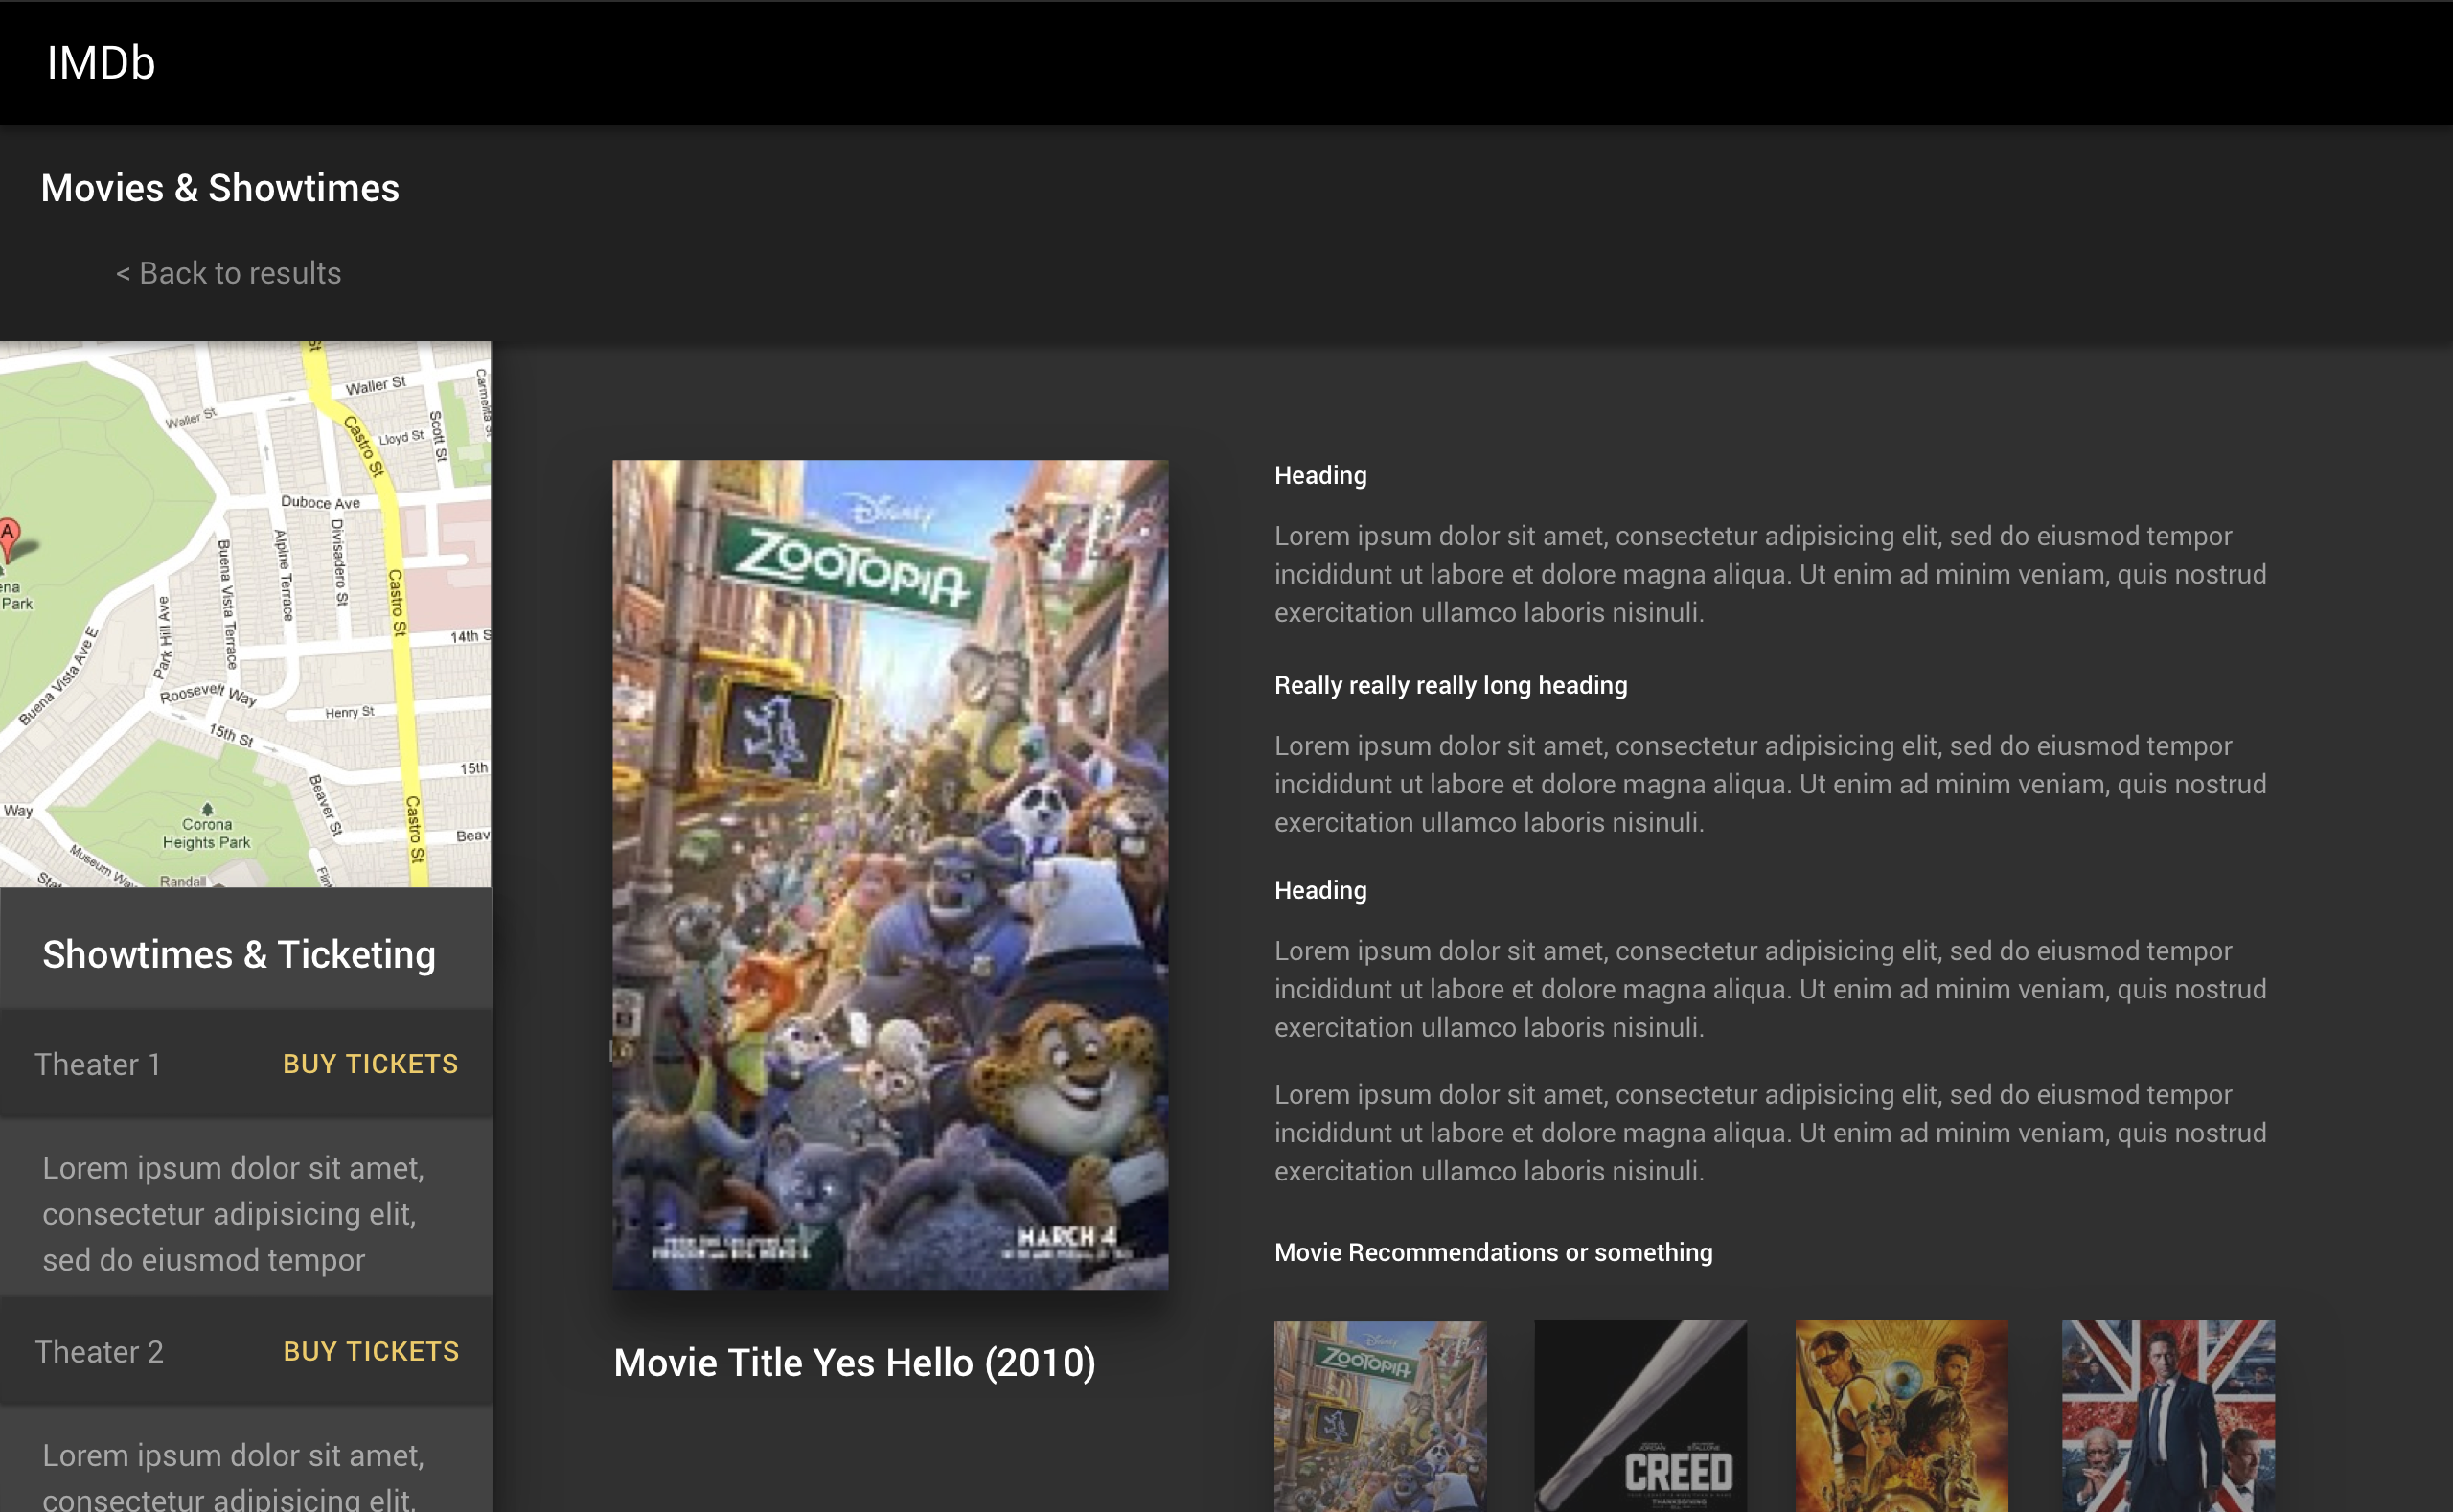 IMDb
Movies & Showtimes
< Back to results
St
Waller St
Waller St
Carmelita St
Scott St
Lloyd St
Castro St
Duboce Ave
Divisadero St
Alpine Terrace
Buena Vista Terrace
Castro St
A
ena
Park
Park Hill Ave
14th S
Buena Vista Ave E
Roosevelt Way
Henry St
15th St
15th
Beaver St
Castro St
Way
Corona
Heights Park
Beav
Museum Way
Stat
Randall
Flint
Showtimes & Ticketing
Theater 1
BUY TICKETS
Lorem ipsum dolor sit amet,
consectetur adipisicing elit,
sed do eiusmod tempor
Theater 2
BUY TICKETS
Lorem ipsum dolor sit amet,
consectetur adipisicing elit,
Disney
ZOOTOPIA
MARCH 4
Movie Title Yes Hello (2010)
Heading
Lorem ipsum dolor sit amet, consectetur adipisicing elit, sed do eiusmod tempor
incididunt ut labore et dolore magna aliqua. Ut enim ad minim veniam, quis nostrud
exercitation ullamco laboris nisinuli.
Really really really long heading
Lorem ipsum dolor sit amet, consectetur adipisicing elit, sed do eiusmod tempor
incididunt ut labore et dolore magna aliqua. Ut enim ad minim veniam, quis nostrud
exercitation ullamco laboris nisinuli.
Heading
Lorem ipsum dolor sit amet, consectetur adipisicing elit, sed do eiusmod tempor
incididunt ut labore et dolore magna aliqua. Ut enim ad minim veniam, quis nostrud
exercitation ullamco laboris nisinuli.
Lorem ipsum dolor sit amet, consectetur adipisicing elit, sed do eiusmod tempor
incididunt ut labore et dolore magna aliqua. Ut enim ad minim veniam, quis nostrud
exercitation ullamco laboris nisinuli.
Movie Recommendations or something
Disney
ZOOTOPIA
JORDAN STALLONE
CREED
THANKSGIVING